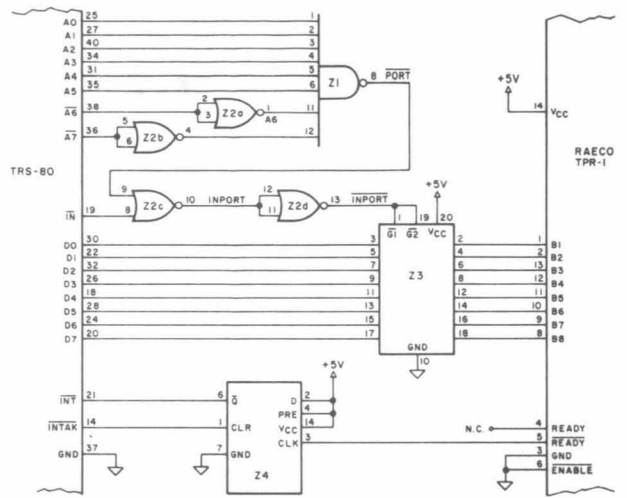 A0 25 1
A1 27 2
A2 40 3
A3 34 4
A4 31 5
A5 35 6
Z1 8 PORT
A6 38 2 3 Z2a 1 A6 11
A7 36 5 6 Z2b 4 12
+5V
14 VCC
TRS-80
RAECO
TPR-1
IN 19 9 8 Z2c 10 INPORT 12 11 Z2d 13 INPORT
+5V
1 19 20
G1 G2 VCC
D0 30 3 2 1 B1
D1 22 5 4 2 B2
D2 32 7 Z3 6 13 B3
D3 26 9 8 12 B4
D4 18 11 12 11 B5
D5 28 13 14 10 B6
D6 24 15 16 9 B7
D7 20 17 18 8 B8
GND
10
+5V
INT 21 6 Q D 2
PRE 4
INTAK 14 1 CLR VCC 14
CLK 3
GND 37 7 GND
Z4
N.C. 4 READY
5 READY
3 GND
6 ENABLE